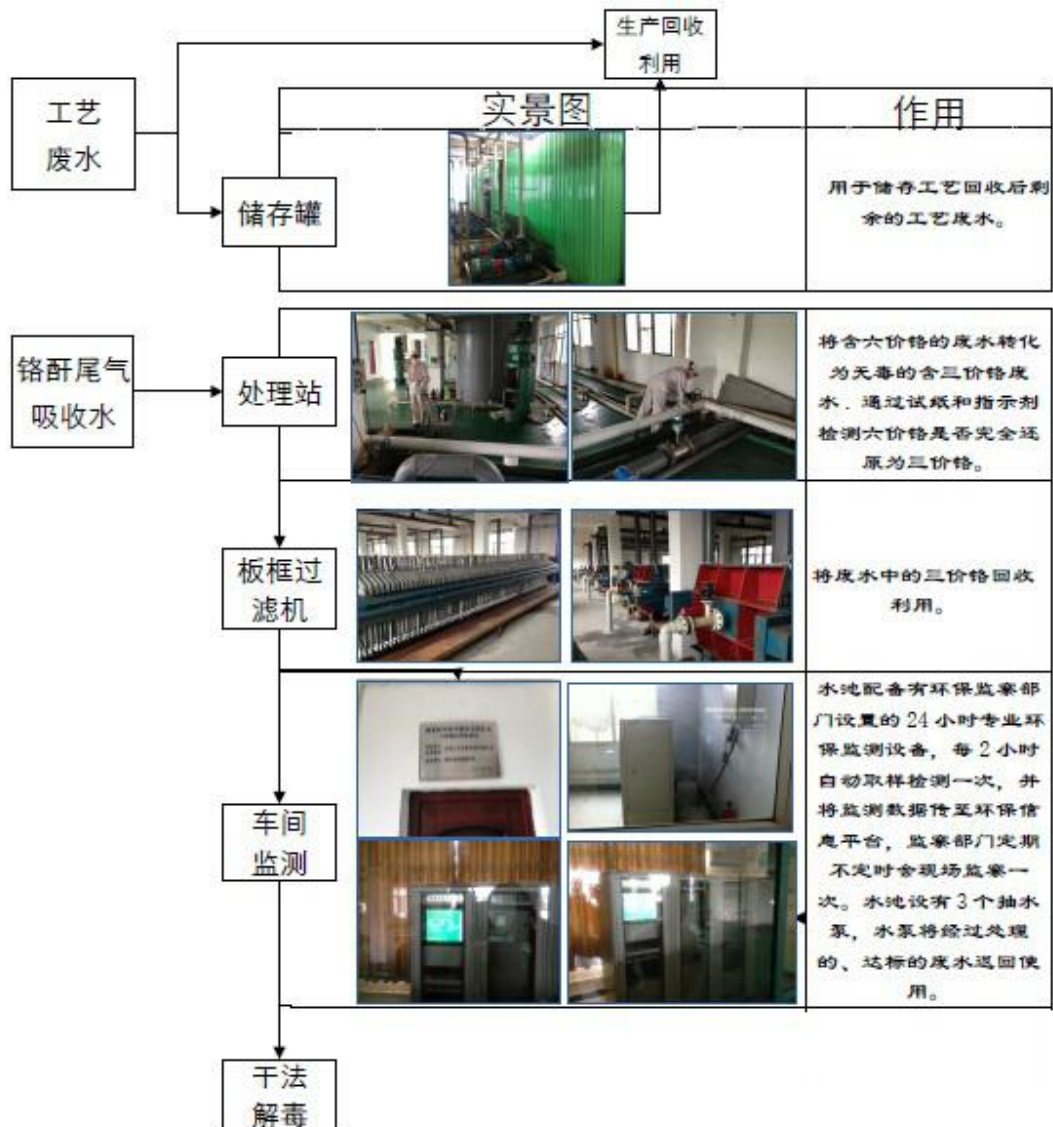 生产回收
利用
工艺
废水
实景图
作用
储存罐
用于储存工艺回收后剩
余的工艺废水。
铬酐尾气
吸收水
处理站
将含六价铬的废水转化
为无毒的含三价铬废
水．通过试纸和指示剂
检测六价铬是否完全还
原为三价铬。
板框过
滤机
将废水中的三价铬回收
利用。
车间
监测
水池配备有环保监察部
门设置的 24 小时专业环
保监测设备，每 2 小时
自动取样检测一次，并
将监测数据传至环保信
息平台，监察部门定期
不定时会现场监察一
次。水池设有 3 个抽水
泵，水泵将经过处理
的、达标的废水返回使
用。
干法
解毒